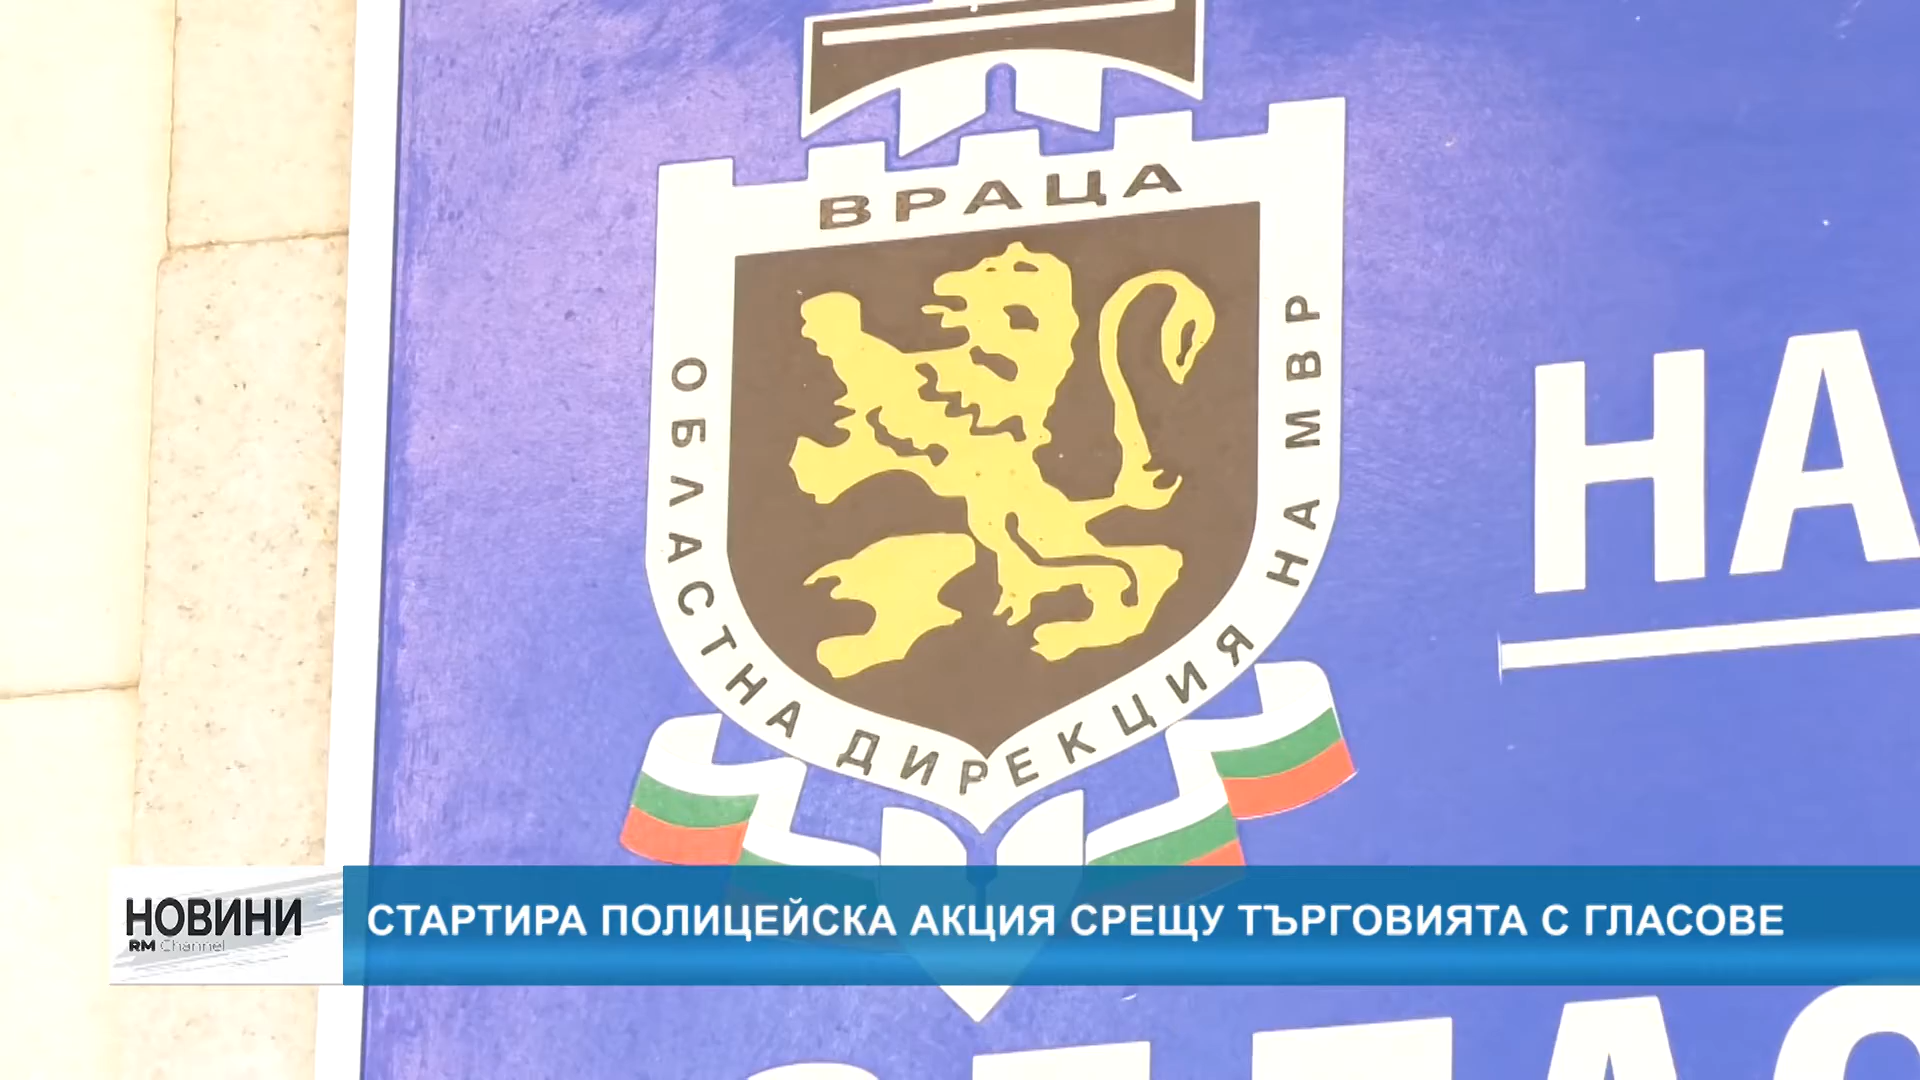 ВРАЦА
ОБЛАСТНА ДИРЕКЦИЯ НА МВР
НА
НОВИНИ
RM Channel
СТАРТИРА ПОЛИЦЕЙСКА АКЦИЯ СРЕЩУ ТЪРГОВИЯТА С ГЛАСОВЕ